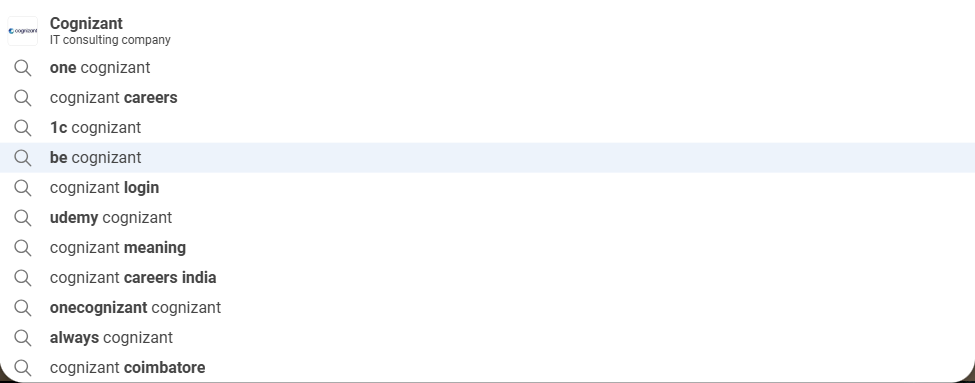 cognizant
Cognizant
IT consulting company
one cognizant
cognizant careers
1c cognizant
be cognizant
cognizant login
udemy cognizant
cognizant meaning
cognizant careers india
onecognizant cognizant
always cognizant
cognizant coimbatore